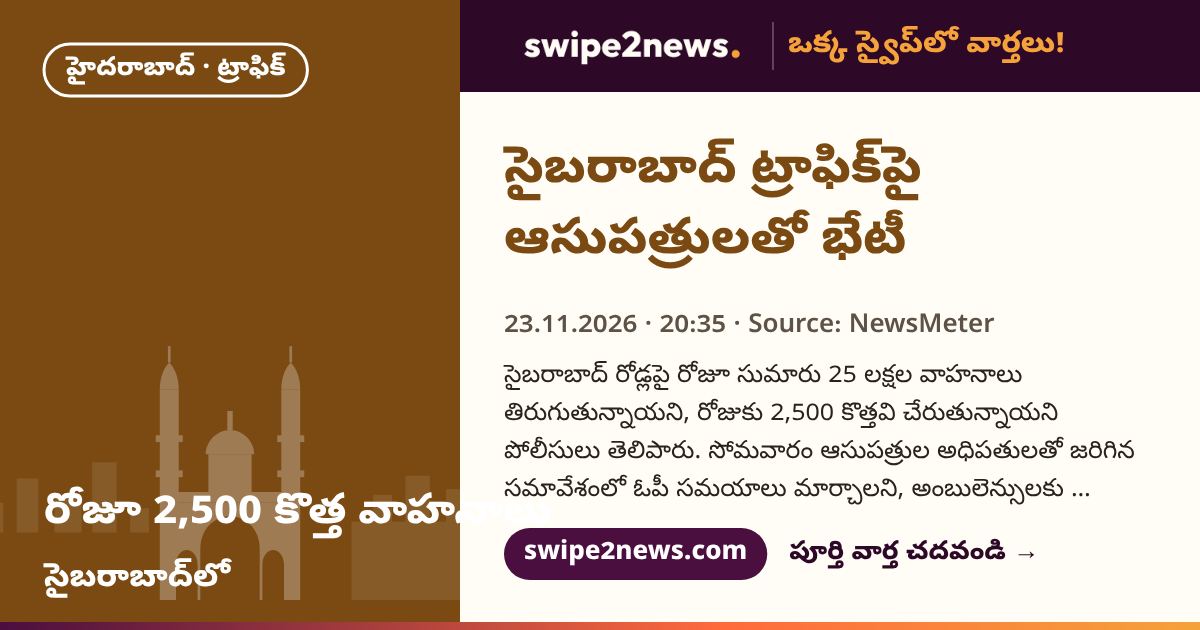 హైదరాబాద్ · ట్రాఫిక్
swipe2news.
ఒక్క స్వైప్‌లో వార్తలు!
సైబరాబాద్ ట్రాఫిక్‌పై
ఆసుపత్రులతో భేటీ
23.11.2026 · 20:35 · Source: NewsMeter
సైబరాబాద్ రోడ్లపై రోజూ సుమారు 25 లక్షల వాహనాలు
తిరుగుతున్నాయని, రోజుకు 2,500 కొత్తవి చేరుతున్నాయని
పోలీసులు తెలిపారు. సోమవారం ఆసుపత్రుల అధిపతులతో జరిగిన
సమావేశంలో ఓపీ సమయాలు మార్చాలని, అంబులెన్సులకు ...
రోజూ 2,500 కొత్త వాహనాలు
సైబరాబాద్‌లో
swipe2news.com
పూర్తి వార్త చదవండి →